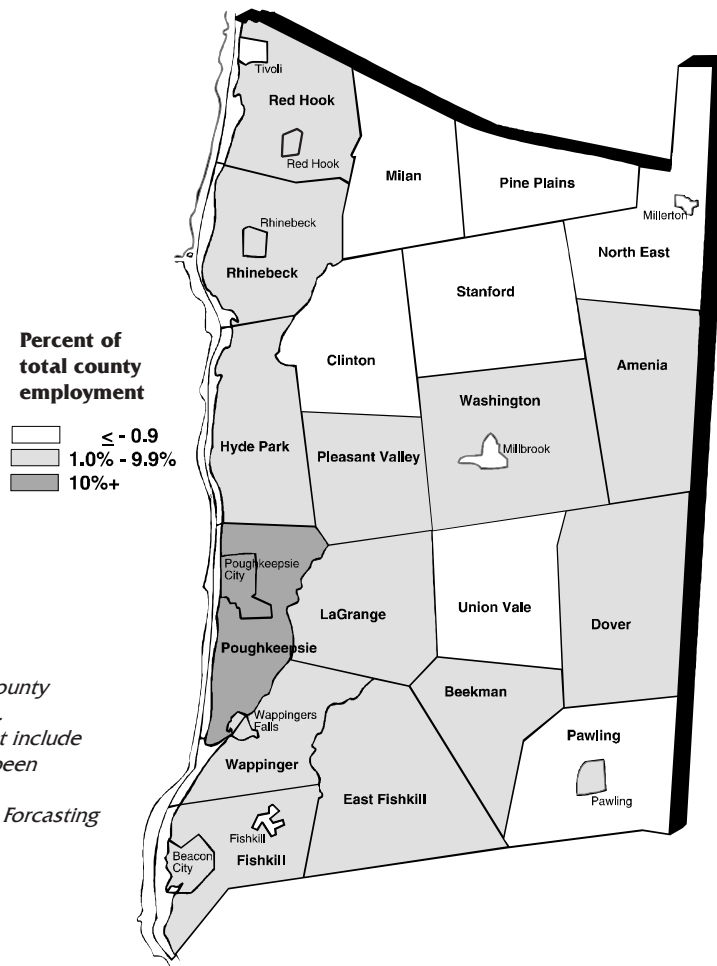 Tivoli
Red Hook
Red Hook
Milan
Pine Plains
Millerton
Rhinebeck
Rhinebeck
North East
Stanford
Percent of
total county
employment
Clinton
Amenia
Washington
≤ - 0.9
1.0% - 9.9%
10%+
Hyde Park
Pleasant Valley
Millbrook
Poughkeepsie
City
LaGrange
Union Vale
Dover
Poughkeepsie
ounty
Beekman
.
t include
been
Wappingers
Falls
Pawling
Wappinger
East Fishkill
Pawling
Forcasting
Fishkill
Beacon
City
Fishkill